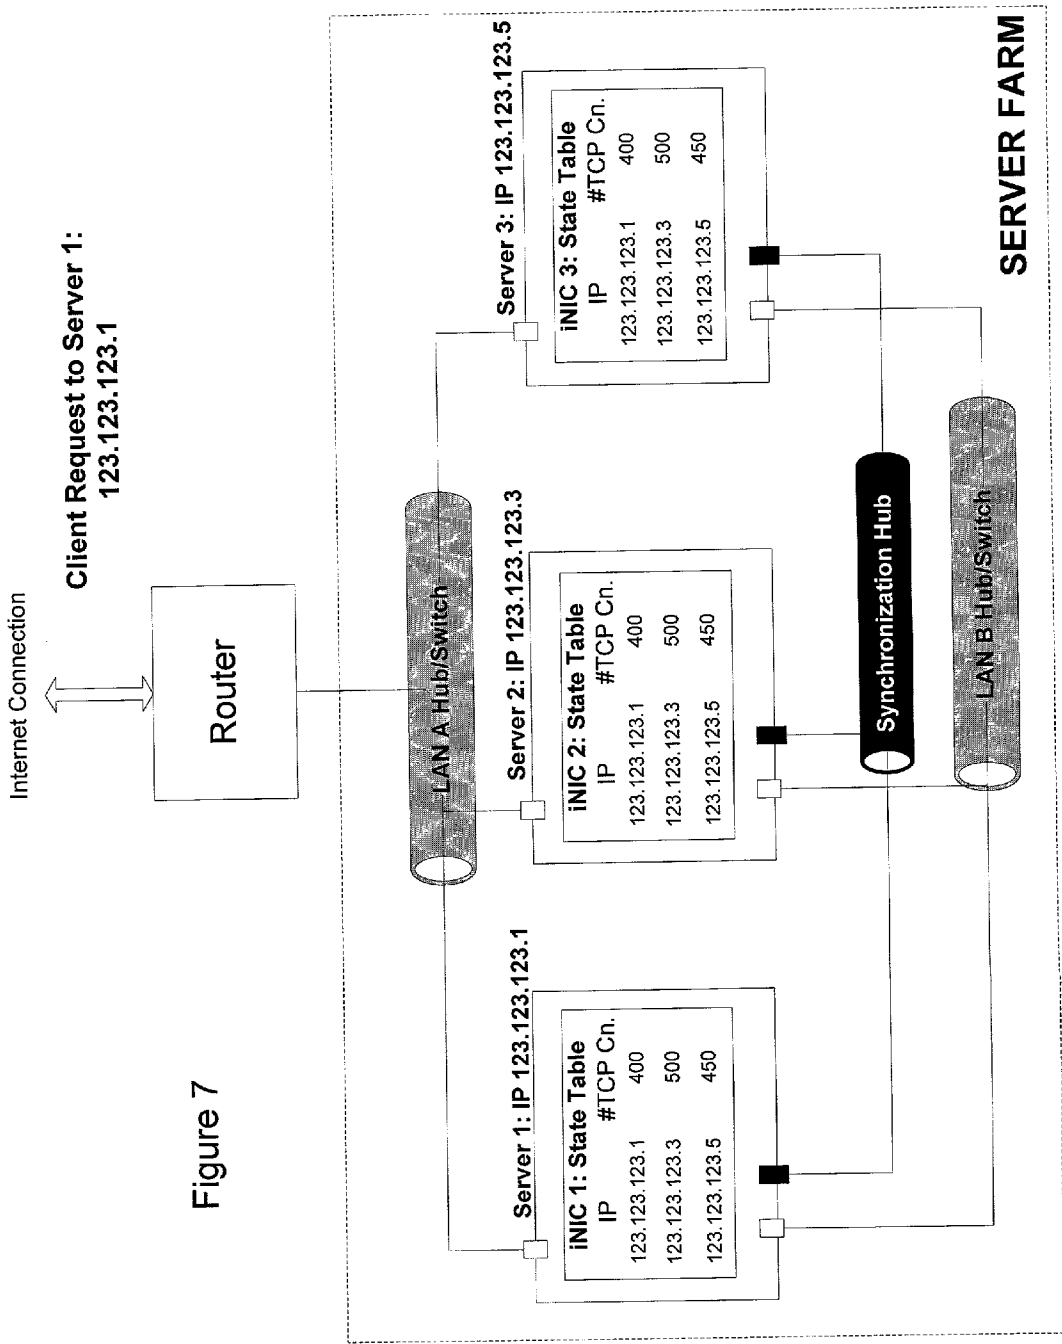 Figure 7
Internet Connection
Client Request to Server 1:
123.123.123.1
Router
LAN A Hub/Switch
Server 1: IP 123.123.123.1
iNIC 1: State Table
IP #TCP Cn.
123.123.123.1 400
123.123.123.3 500
123.123.123.5 450
Server 2: IP 123.123.123.3
iNIC 2: State Table
IP #TCP Cn.
123.123.123.1 400
123.123.123.3 500
123.123.123.5 450
Server 3: IP 123.123.123.5
iNIC 3: State Table
IP #TCP Cn.
123.123.123.1 400
123.123.123.3 500
123.123.123.5 450
Synchronization Hub
LAN B Hub/Switch
SERVER FARM